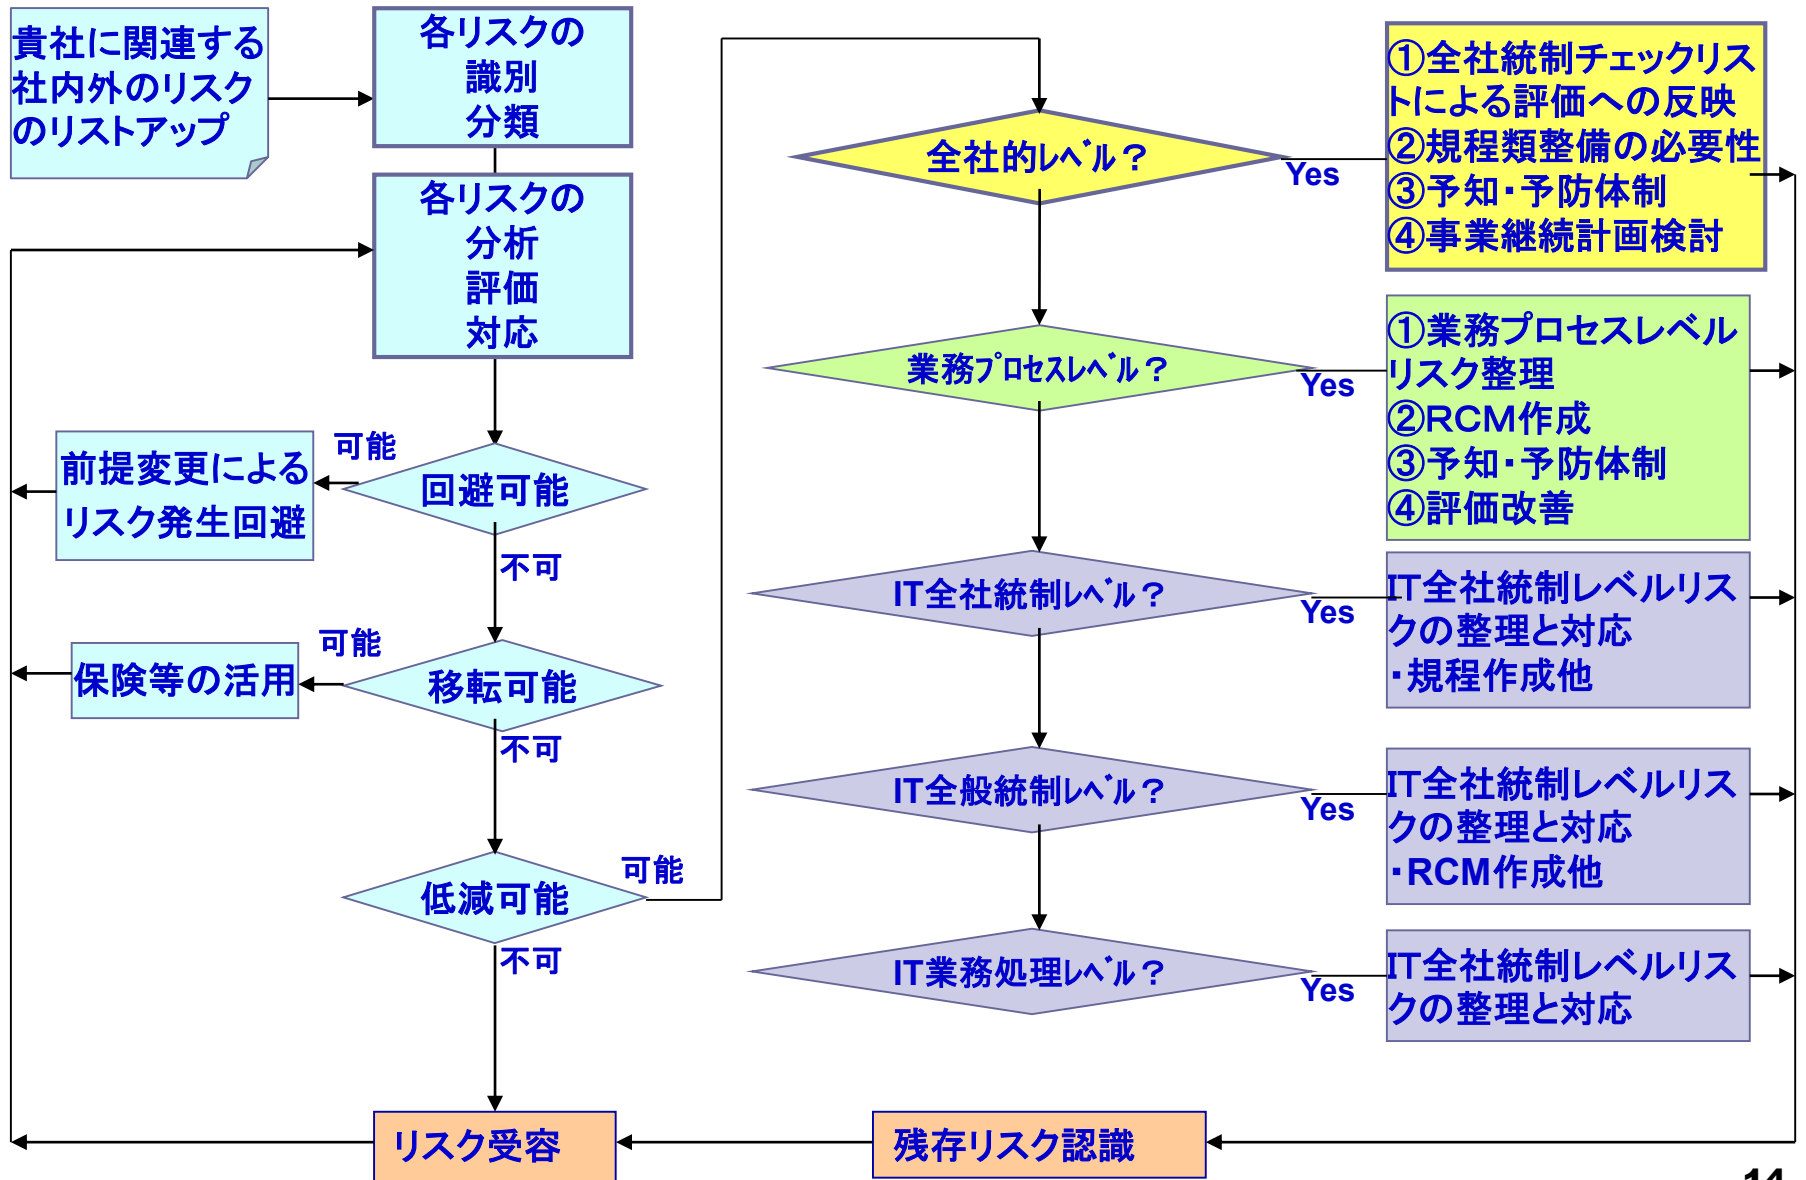 貴社に関連する
社内外のリスク
のリストアップ
各リスクの
識別
分類
各リスクの
分析
評価
対応
可能
回避可能
前提変更による
リスク発生回避
不可
可能
移転可能
保険等の活用
不可
可能
低減可能
不可
リスク受容
残存リスク認識
全社的ﾚﾍﾞﾙ？
Yes
①全社統制チェックリス
トによる評価への反映
②規程類整備の必要性
③予知・予防体制
④事業継続計画検討
業務ﾌﾟﾛｾｽﾚﾍﾞﾙ？
Yes
①業務プロセスレベル
リスク整理
②ＲＣＭ作成
③予知・予防体制
④評価改善
IT全社統制ﾚﾍﾞﾙ？
Yes
IT全社統制レベルリス
クの整理と対応
・規程作成他
IT全般統制ﾚﾍﾞﾙ？
Yes
IT全社統制レベルリス
クの整理と対応
・RCM作成他
IT業務処理ﾚﾍﾞﾙ？
Yes
IT全社統制レベルリス
クの整理と対応
14